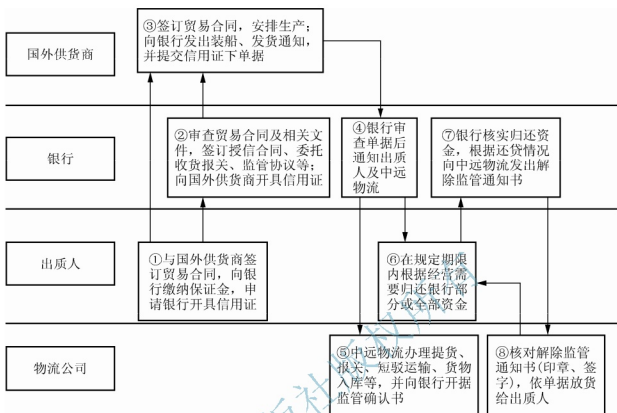 国外供货商
③签订贸易合同，安排生产；
向银行发出装船、发货通知，
并提交信用证下单据
银行
②审查贸易合同及相关文
件，签订授信合同、委托
收货报关、监管协议等；
向国外供货商开具信用证
④银行审
查单据后
通知出质
人及中远
物流
⑦银行核实归还资
金，根据还贷情况
向中远物流发出解
除监管通知书
出质人
①与国外供货商签
订贸易合同，向银
行缴纳保证金，申
请银行开具信用证
⑥在规定期限
内根据经营需
要归还银行部
分或全部资金
物流公司
⑤中远物流办理提货、
报关、短驳运输、货物
入库等，并向银行开据
监管确认书
⑧核对解除监管
通知书(印章、签
字)，依单据放货
给出质人
社版权所有